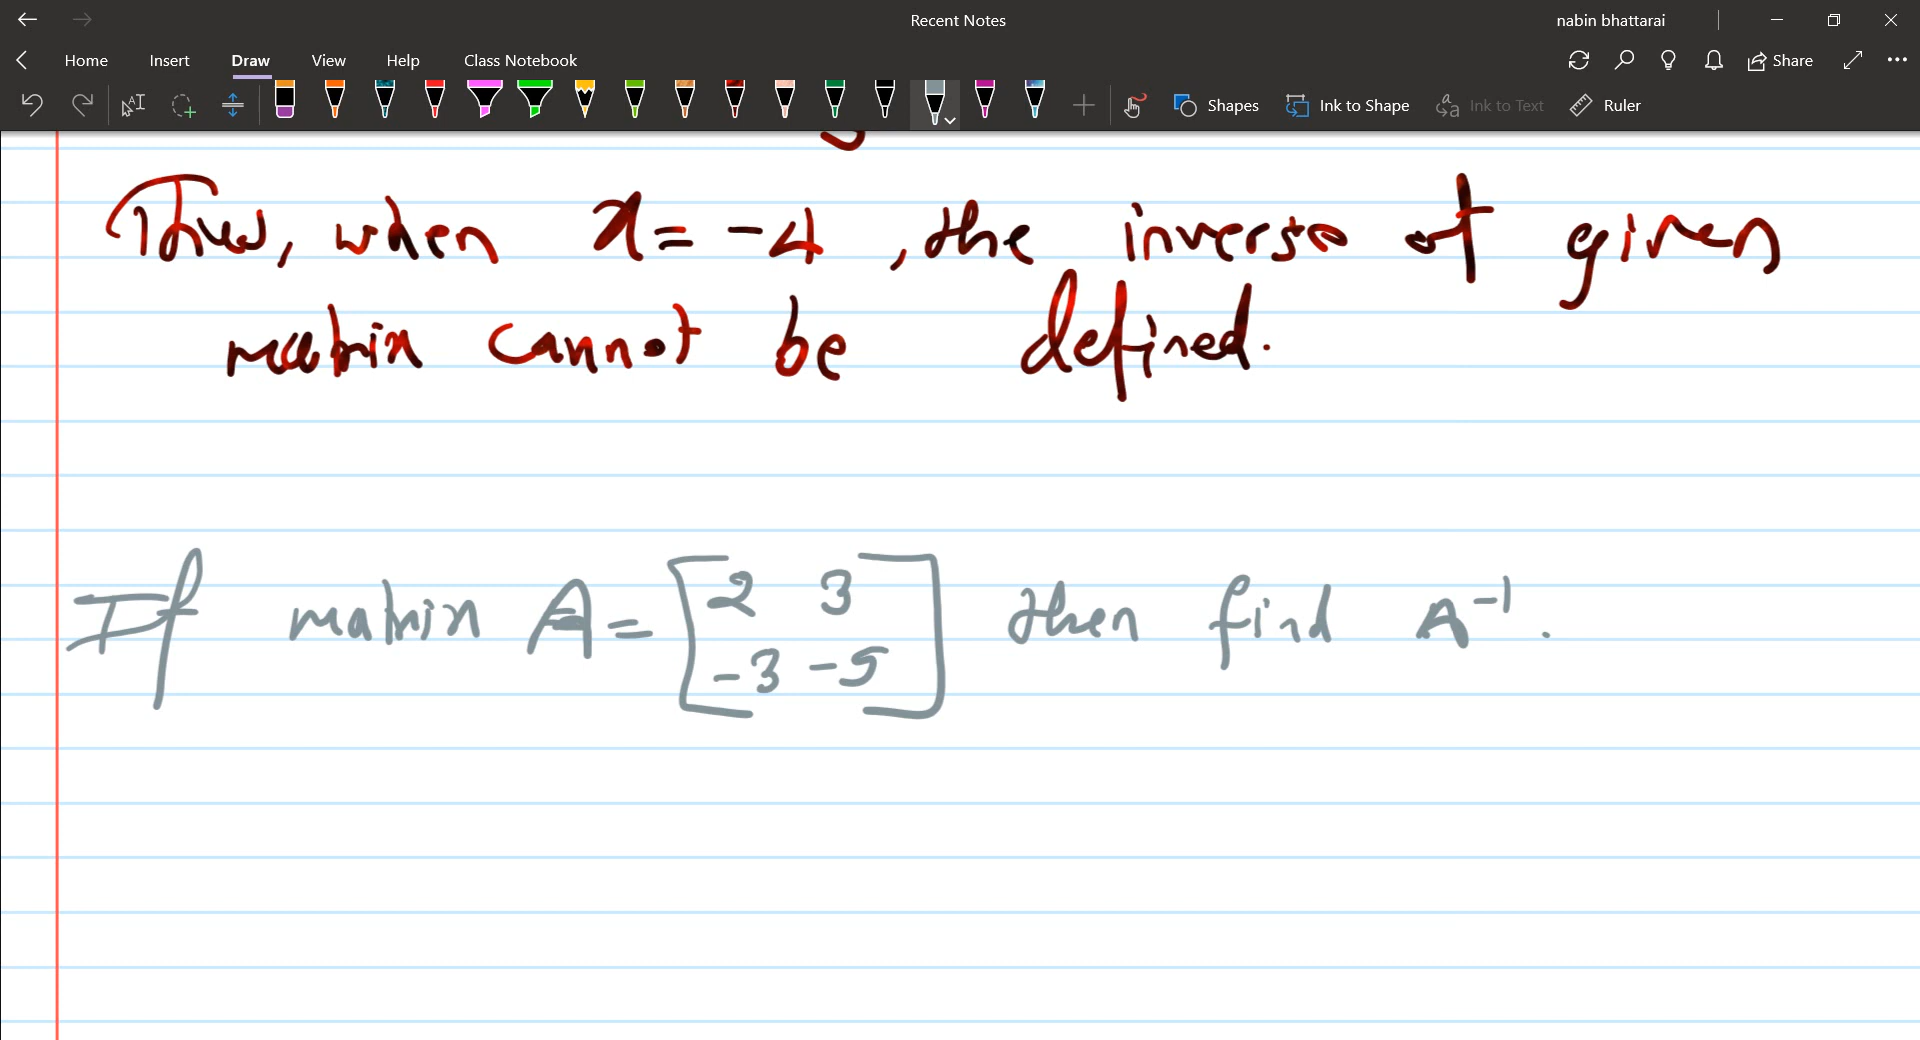 Recent Notes
nabin bhattarai
Home Insert Draw View Help Class Notebook
Share
Shapes Ink to Shape Ink to Text Ruler
Thus, when x = -4, the inverse of given
matrix cannot be defined.
If matrix A = [2 3
-3 -5] then find A⁻¹.